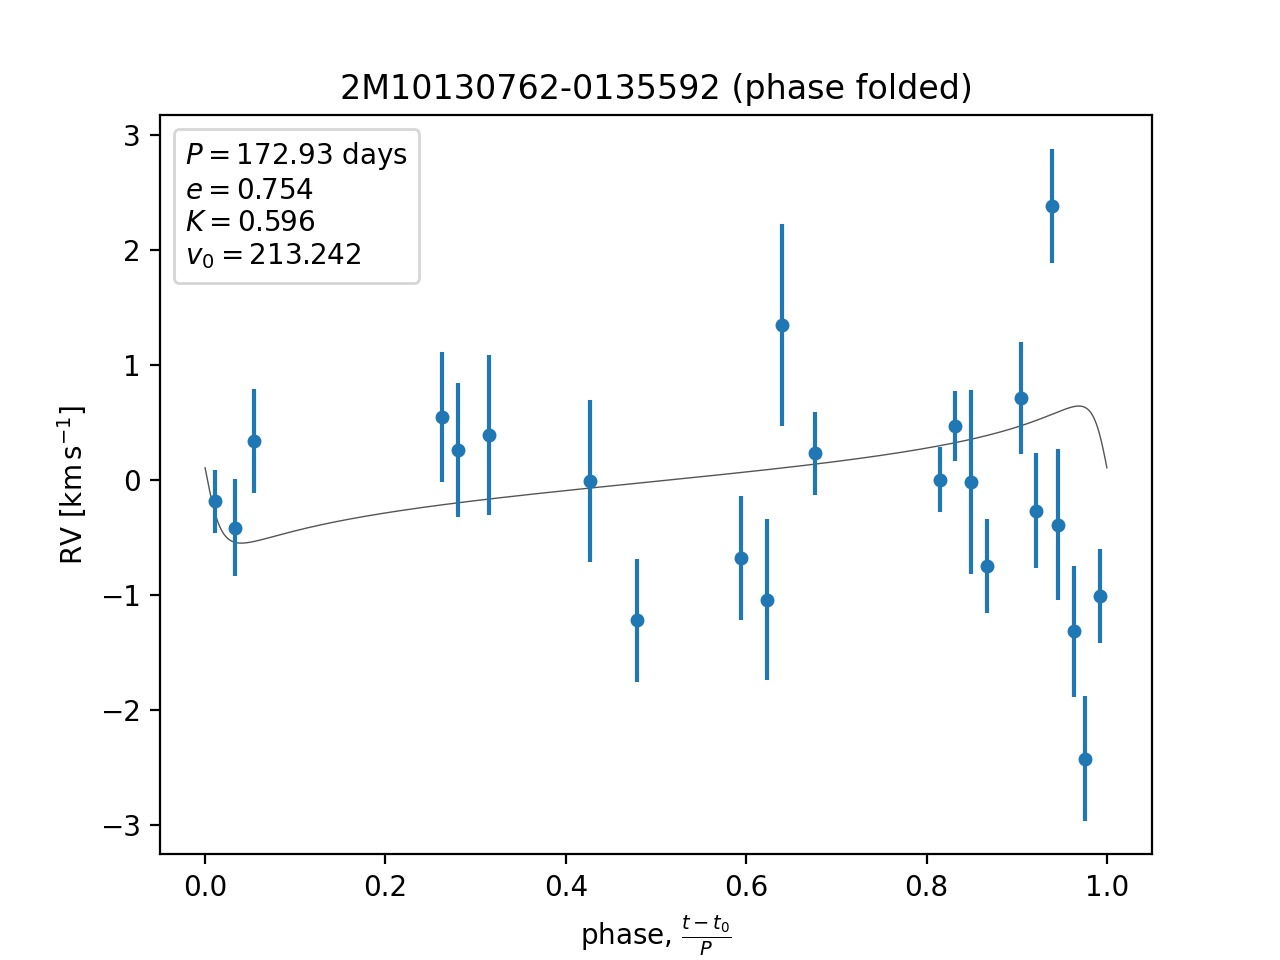 2M10130762-0135592 (phase folded)
P = 172.93 days
e = 0.754
K = 0.596
v₀ = 213.242
3
2
1
0
−1
−2
−3
RV [km s⁻¹]
0.0 0.2 0.4 0.6 0.8 1.0
phase, (t − t₀)/P